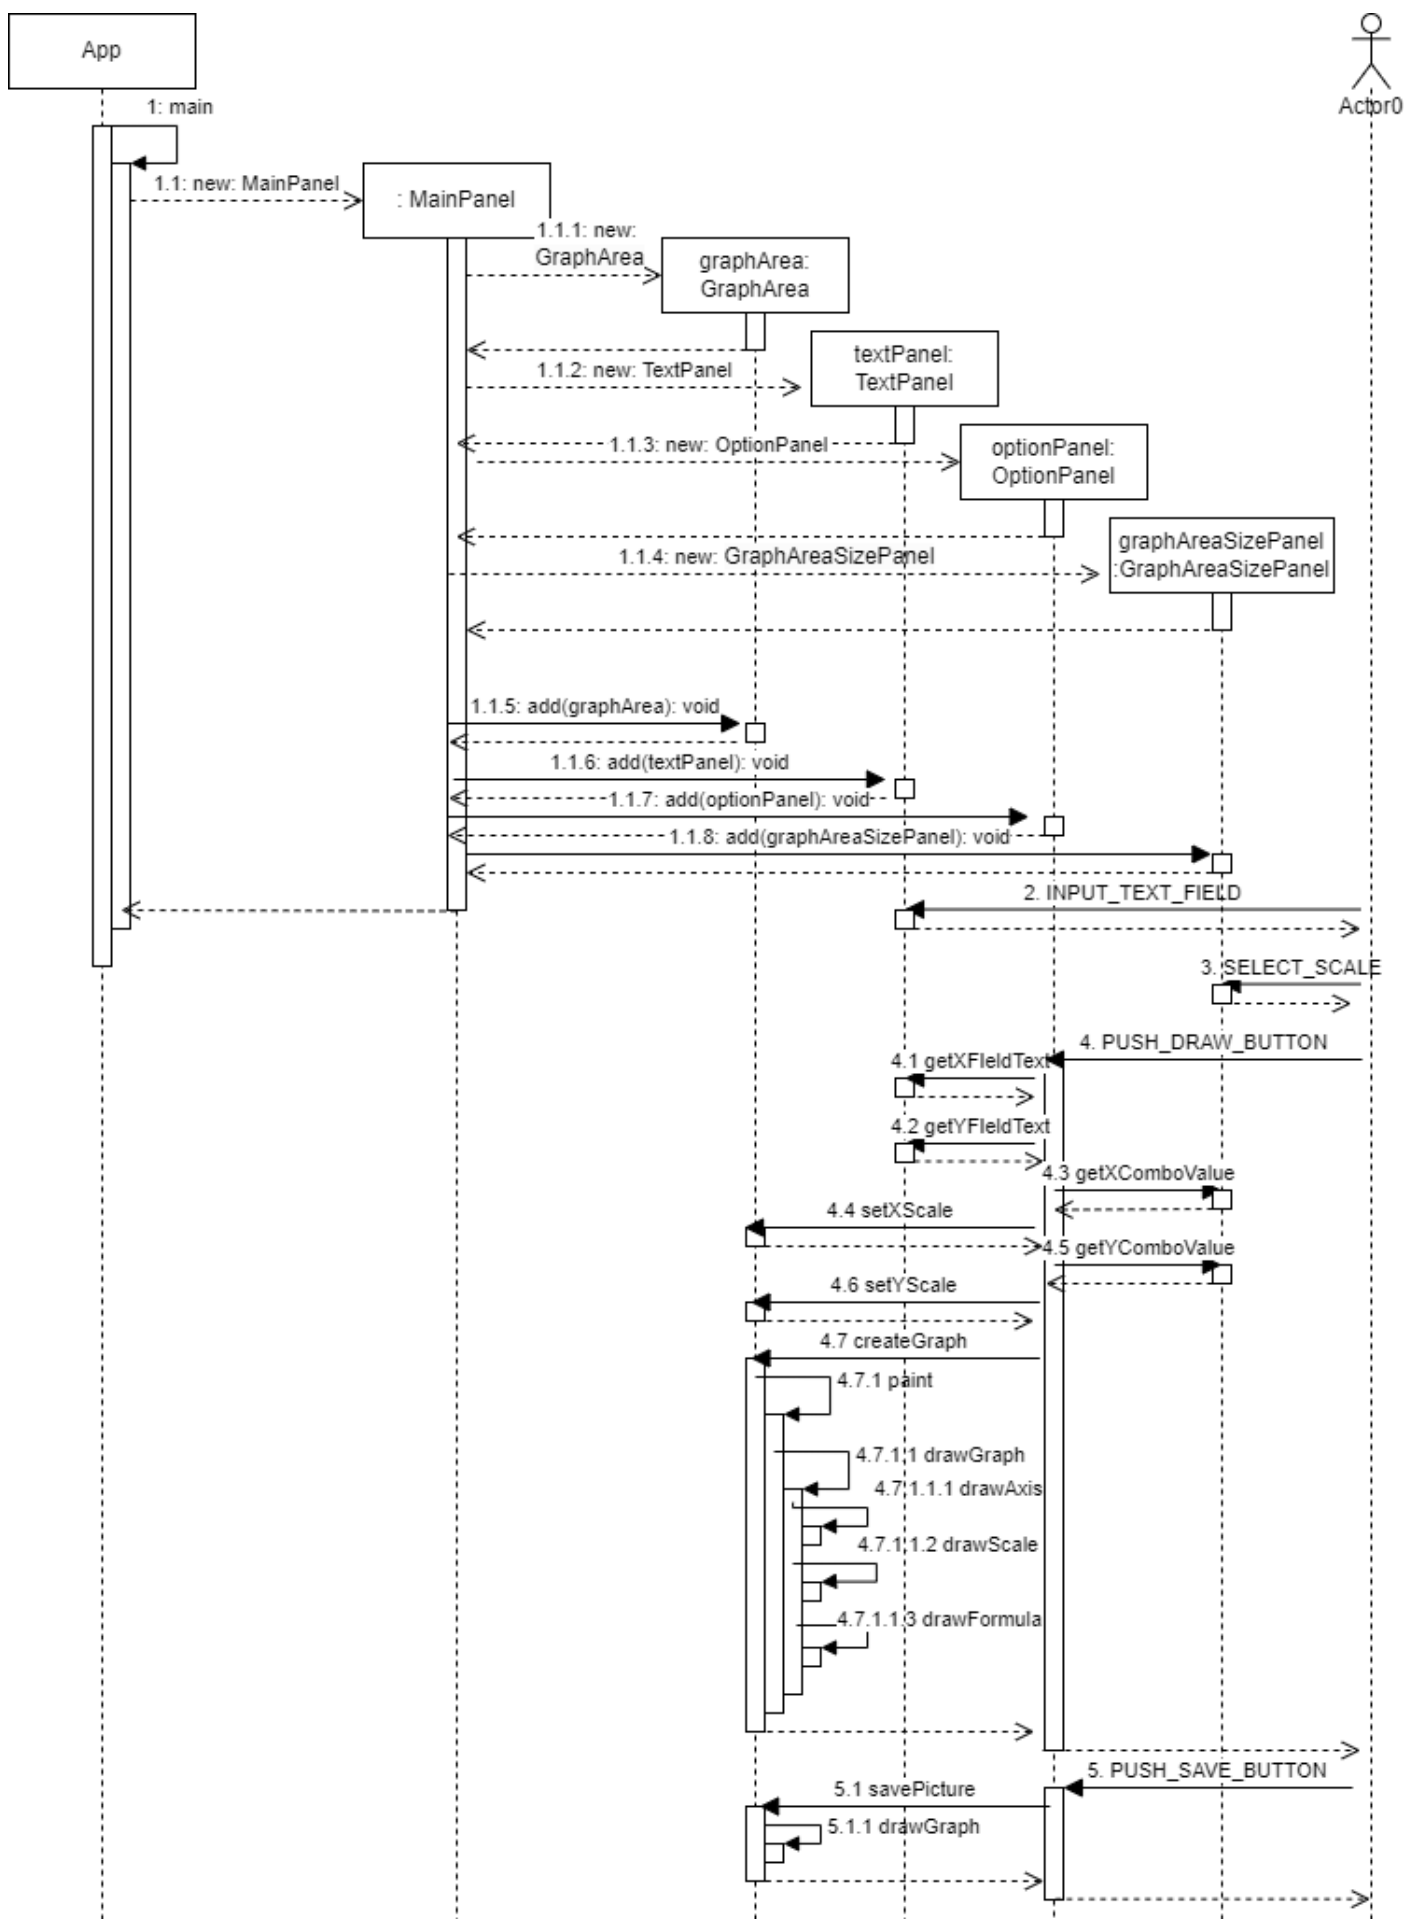 App
Actor0
1: main
1.1: new: MainPanel
: MainPanel
1.1.1: new:
GraphArea
graphArea:
GraphArea
1.1.2: new: TextPanel
textPanel:
TextPanel
1.1.3: new: OptionPanel
optionPanel:
OptionPanel
1.1.4: new: GraphAreaSizePanel
graphAreaSizePanel
:GraphAreaSizePanel
1.1.5: add(graphArea): void
1.1.6: add(textPanel): void
1.1.7: add(optionPanel): void
1.1.8: add(graphAreaSizePanel): void
2. INPUT_TEXT_FIELD
3. SELECT_SCALE
4. PUSH_DRAW_BUTTON
4.1 getXFIeldText
4.2 getYFIeldText
4.3 getXComboValue
4.4 setXScale
4.5 getYComboValue
4.6 setYScale
4.7 createGraph
4.7.1 paint
4.7.1.1 drawGraph
4.7.1.1.1 drawAxis
4.7.1.1.2 drawScale
4.7.1.1.3 drawFormula
5. PUSH_SAVE_BUTTON
5.1 savePicture
5.1.1 drawGraph